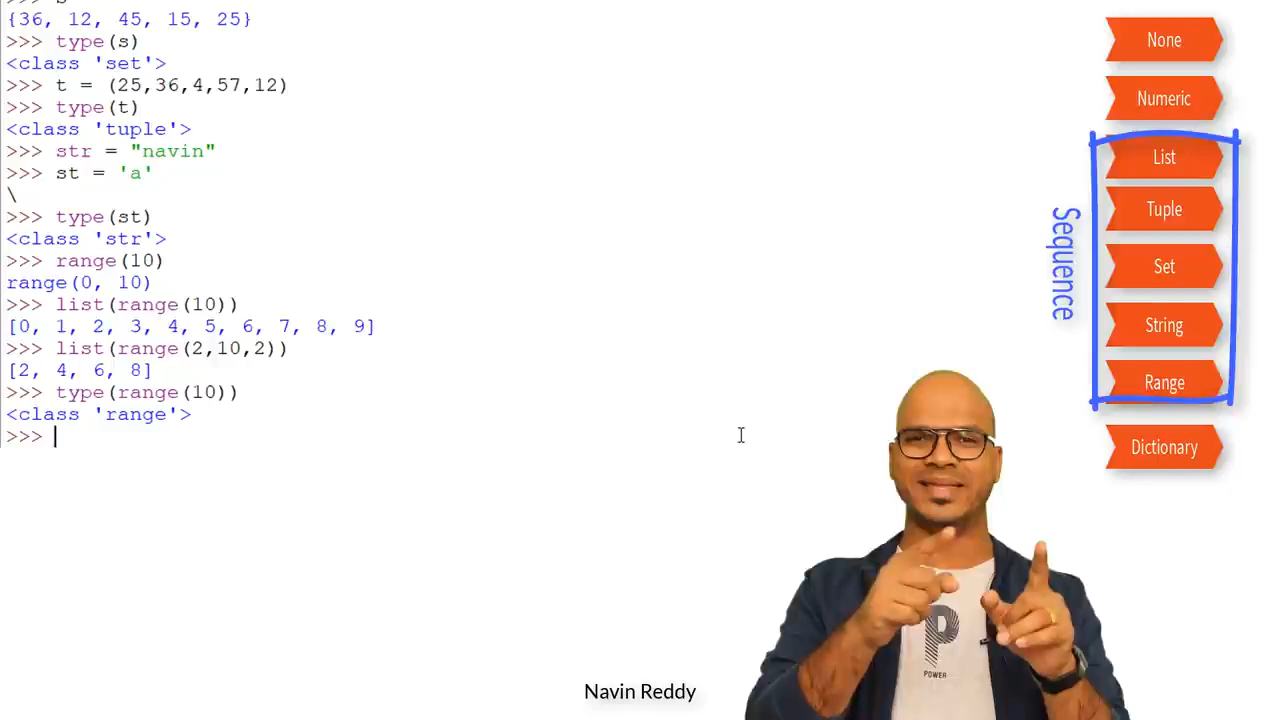 {36, 12, 45, 15, 25}
>>> type(s)
<class 'set'>
>>> t = (25,36,4,57,12)
>>> type(t)
<class 'tuple'>
>>> str = "navin"
>>> st = 'a'
\
>>> type(st)
<class 'str'>
>>> range(10)
range(0, 10)
>>> list(range(10))
[0, 1, 2, 3, 4, 5, 6, 7, 8, 9]
>>> list(range(2,10,2))
[2, 4, 6, 8]
>>> type(range(10))
<class 'range'>
>>>
None
Numeric
List
Tuple
Set
String
Range
Dictionary
Sequence
P
POWER
Navin Reddy